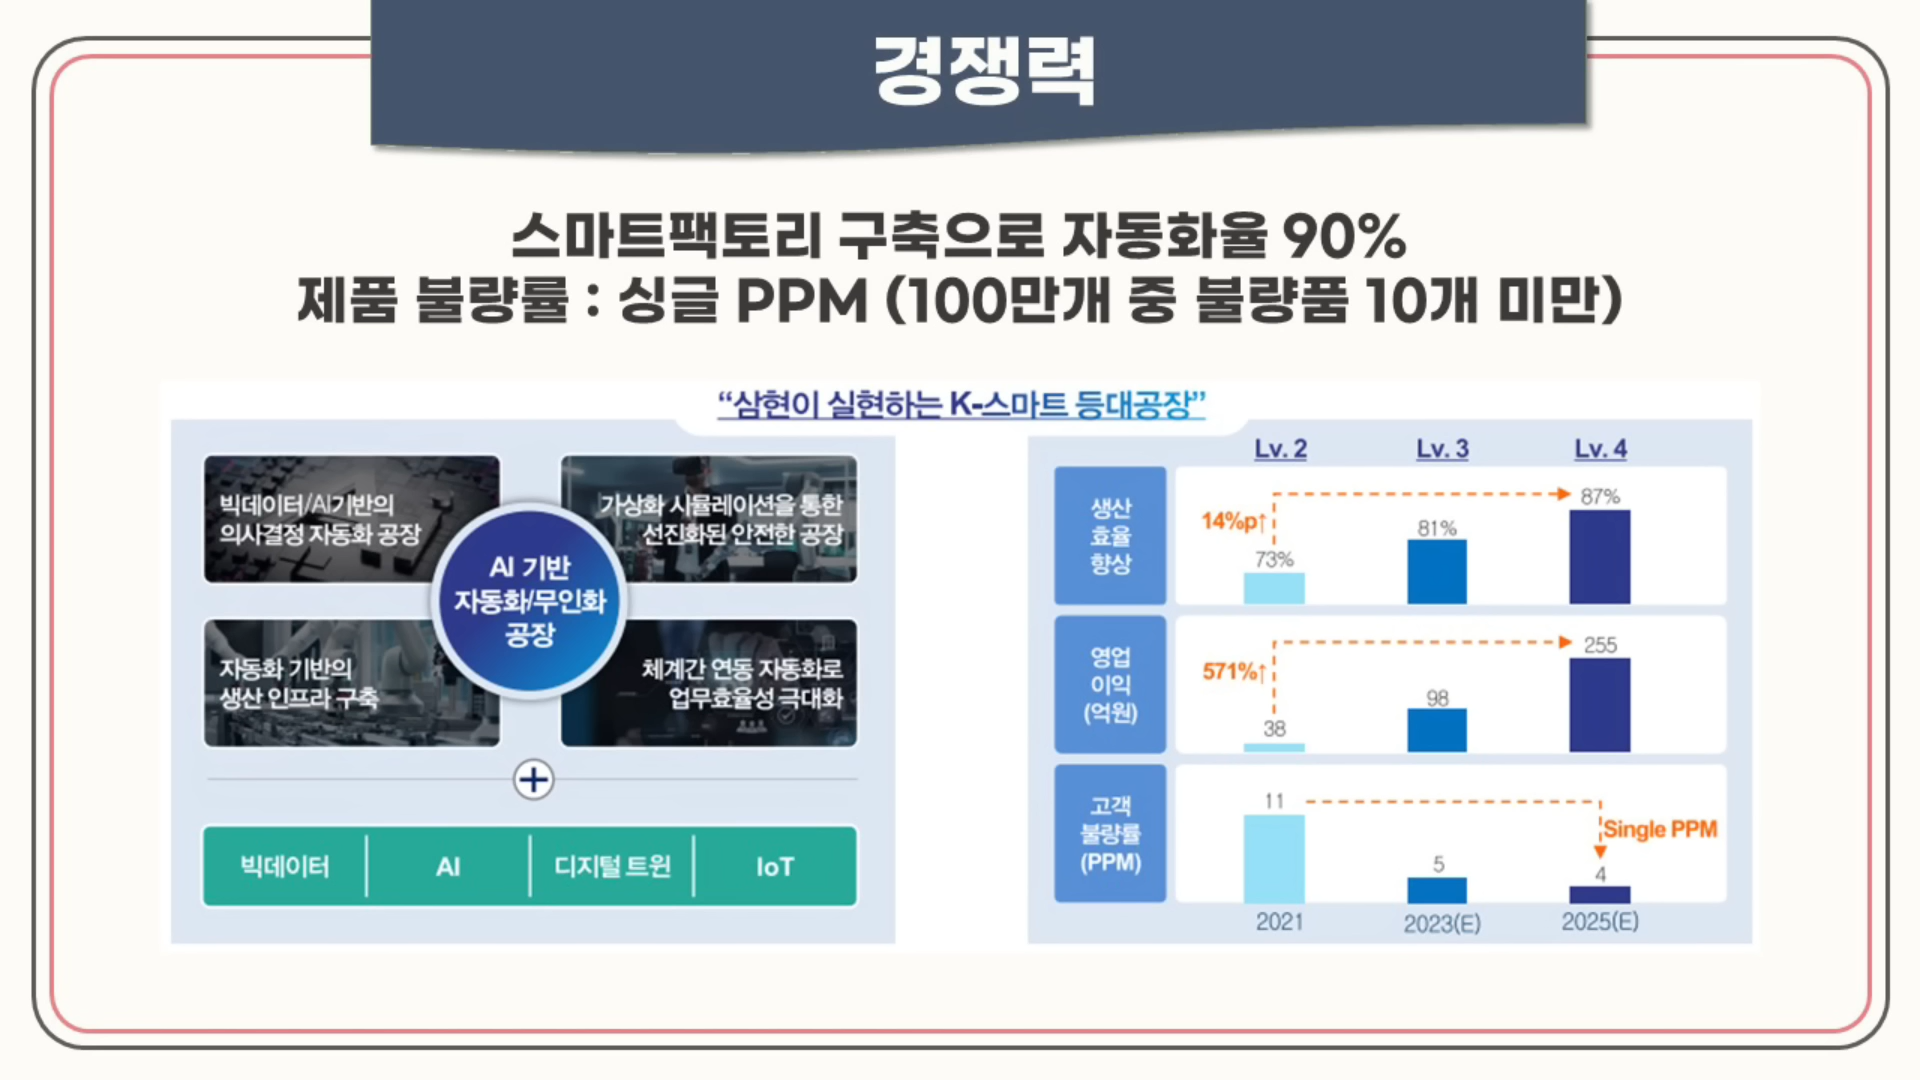 경쟁력
스마트팩토리 구축으로 자동화율 90%
제품 불량률 : 싱글 PPM (100만개 중 불량품 10개 미만)
“삼현이 실현하는 K-스마트 등대공장”
빅데이터/AI기반의
의사결정 자동화 공장
가상화 시뮬레이션을 통한
선진화된 안전한 공장
AI 기반
자동화/무인화
공장
자동화 기반의
생산 인프라 구축
체계간 연동 자동화로
업무효율성 극대화
+
빅데이터
AI
디지털 트윈
IoT
Lv. 2
Lv. 3
Lv. 4
생산
효율
향상
14%p↑
73%
81%
87%
영업
이익
(억원)
571%↑
38
98
255
고객
불량률
(PPM)
11
5
4
Single PPM
2021
2023(E)
2025(E)